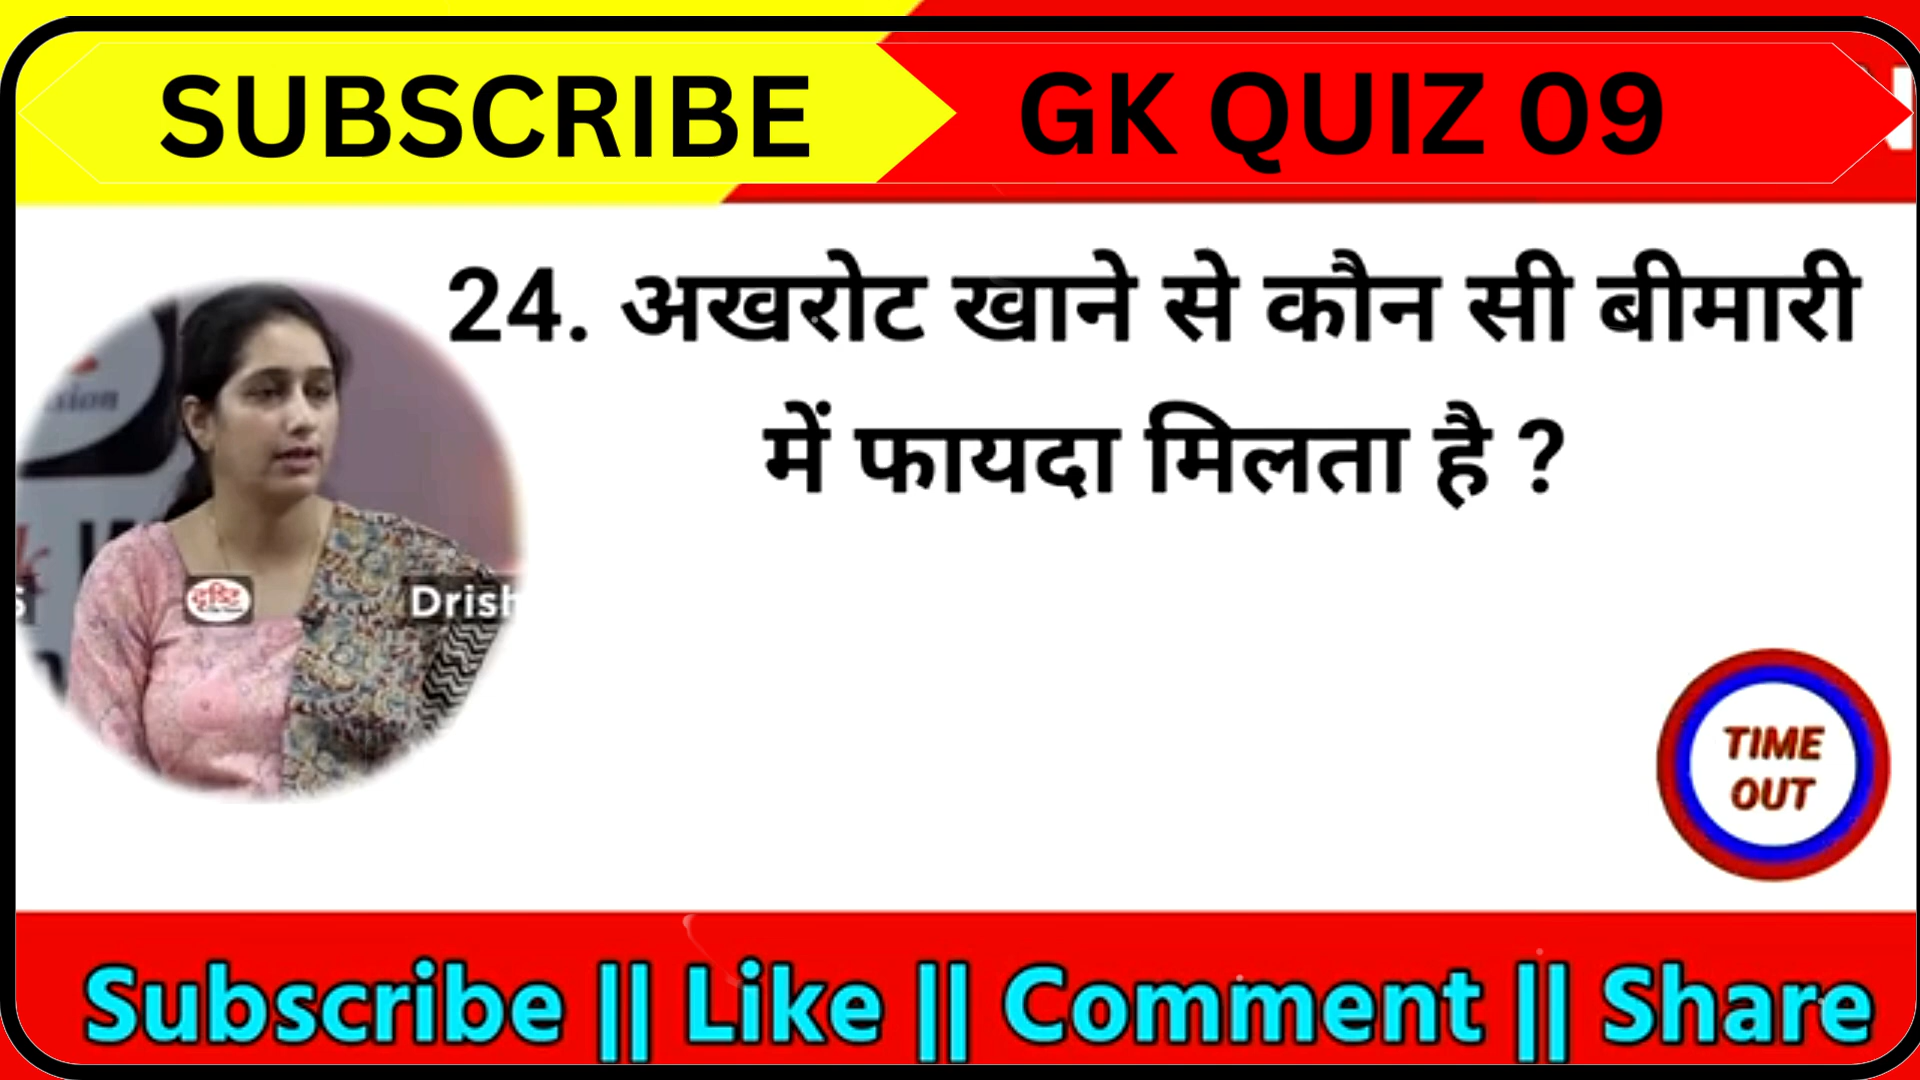 SUBSCRIBE
GK QUIZ 09
24. अखरोट खाने से कौन सी बीमारी
में फायदा मिलता है ?
दृष्टि
Drish
TIME
OUT
Subscribe || Like || Comment || Share